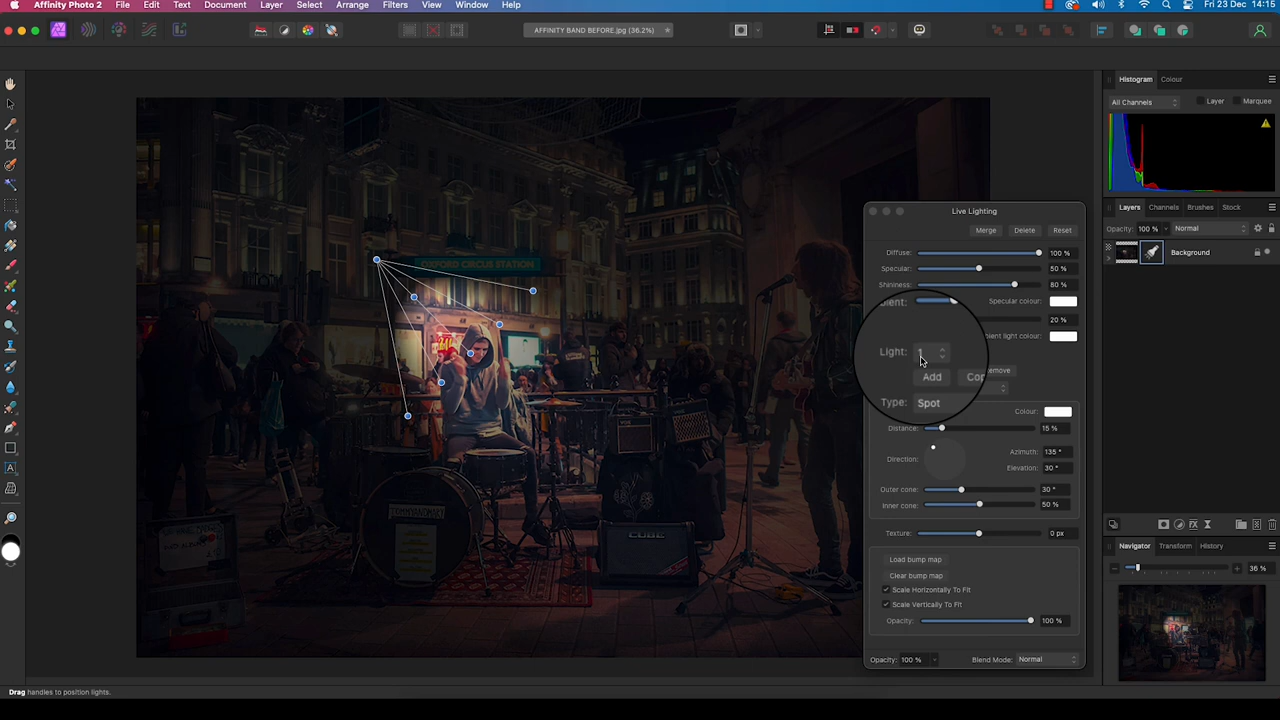 Affinity Photo 2 File Edit Text Document Layer Select Arrange Filters View Window Help Fri 23 Dec 14:15
AFFINITY BAND BEFORE.jpg (36.2%)
Histogram Colour
All Channels Layer Marquee
Layers Channels Brushes Stock
Opacity: 100 % Normal
Background
OXFORD CIRCUS STATION
Live Lighting
Merge Delete Reset
Diffuse: 100 %
Specular: 50 %
Shininess: 80 %
Specular colour:
20 %
Light: 1
Add
Type: Spot
Colour:
Distance: 15 %
Direction: Azimuth: 135 °
Elevation: 30 °
Outer cone: 30 °
Inner cone: 50 %
Texture: 0 px
Load bump map
Clear bump map
Scale Horizontally To Fit
Scale Vertically To Fit
Opacity: 100 %
Opacity: 100 % Blend Mode: Normal
CUBE
Navigator Transform History
36 %
Drag handles to position lights.